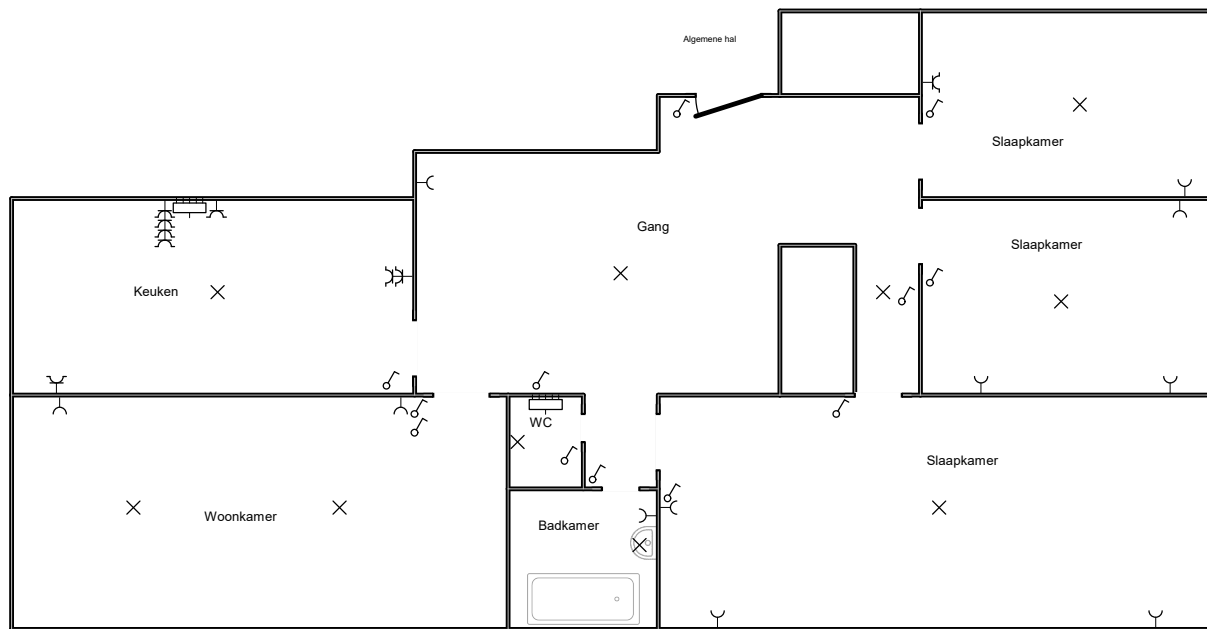 Algemene hal
Slaapkamer
Gang
Slaapkamer
Keuken
WC
Slaapkamer
Woonkamer
Badkamer